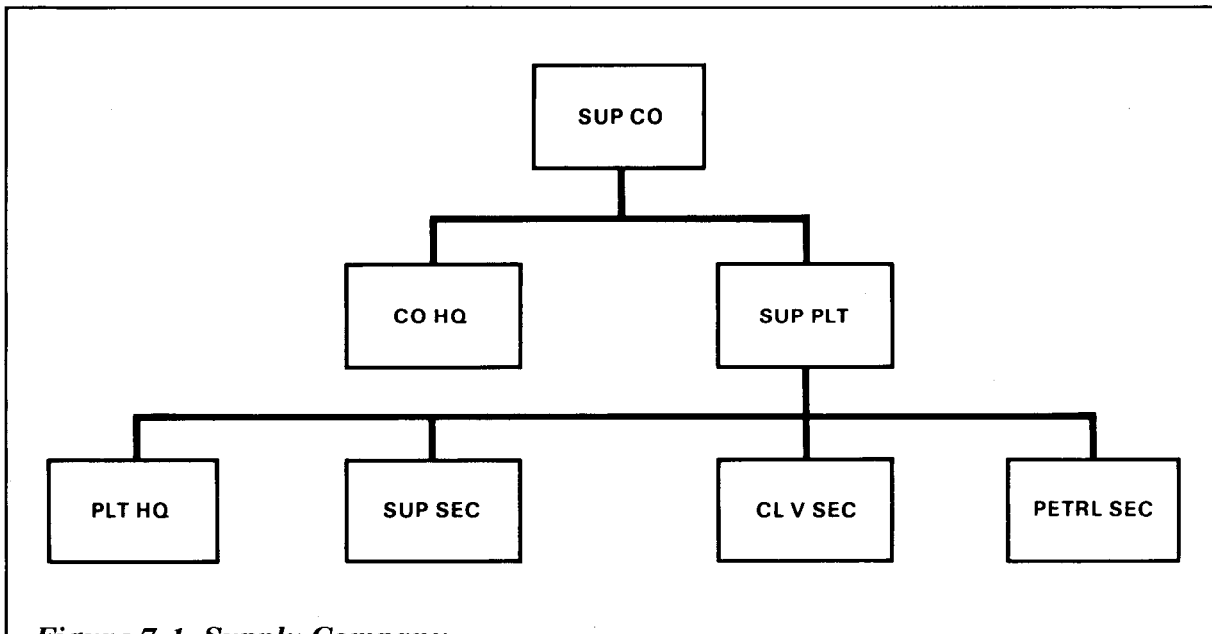 SUP CO
CO HQ
SUP PLT
PLT HQ
SUP SEC
CL V SEC
PETRL SEC
Figure 7-1. Supply Company